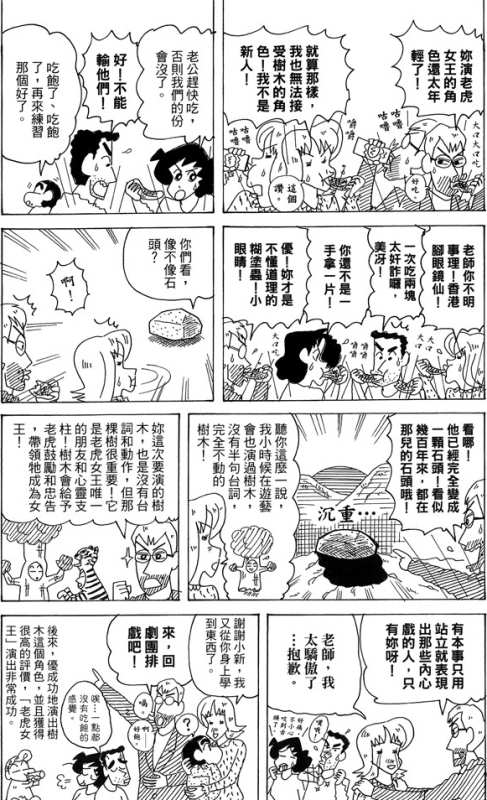 妳演老虎
女王的角
色還太年
輕了！
大口大口吃
好吃
咕嚕
咕嚕
這個
讚。
就算那樣，
我也無法接
受樹木的角
色！我不是
新人！
老公趕快吃，
否則我們的份
會沒了。
好！不能
輸他們！
吃飽了、吃飽
了，再來練習
那個好了。
老師你不明
事理！香港
腳眼鏡仙！
一次吃兩塊
太奸詐囉，
美冴！
你還不是一
手拿一片！
優！妳才是
不懂道理的
糊塗蟲！小
眼睛！
大口吃
大口吃
嚼
嚼
你們看，
像不像石
頭？
啊！
看哪！
他已經完全變成
一顆石頭！看似
幾百年來，都在
那兒的石頭哦！
沉重…
聽你這麼一說，
我小時候在遊藝
會也演過樹木，
沒有半句台詞，
完全不動的
樹木！
妳這次要演的樹
木，也是沒有台
詞和動作，但那
棵樹很重要！它
是老虎女王唯一
的朋友和心靈支
柱！樹木會給予
老虎鼓勵和忠告
，帶領牠成為女
王！
有本事只用
站立就表現
出那些內心
戲的人，只
有妳呀！
老師，我
太驕傲了
…抱歉。
謝謝小新，我
又從你身上學
到東西了。
來，回
劇團排
戲吧！
唉…一點都
沒有吃飽的
感覺。
後來，優成功地演出樹
木這個角色，並且獲得
很高的評價，「老虎女
王」演出非常成功。